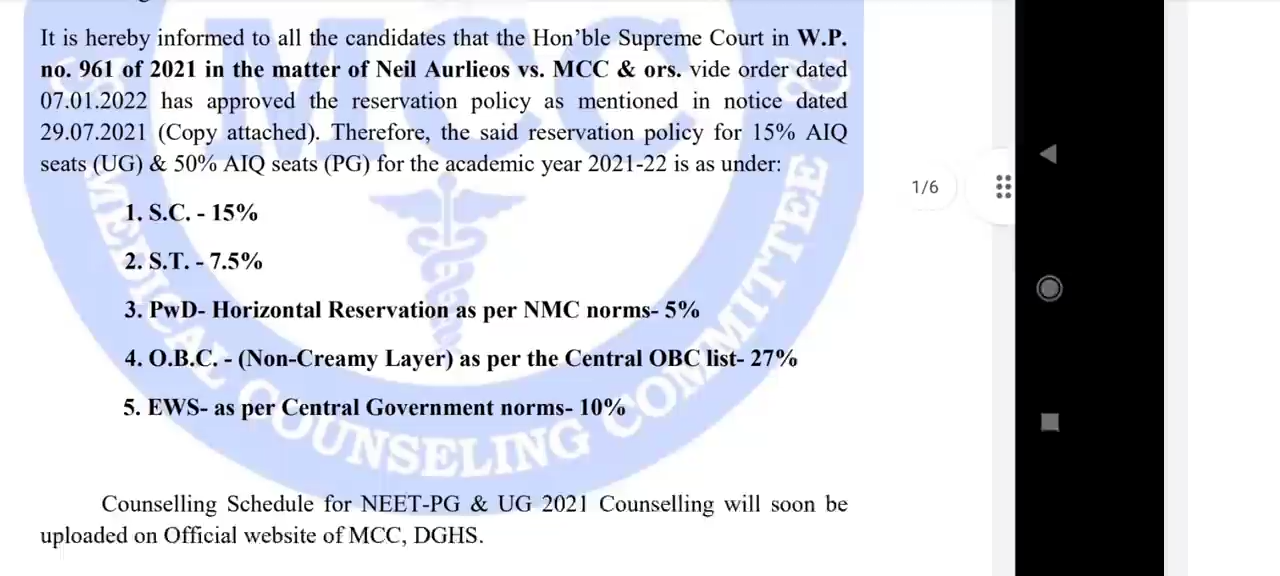 It is hereby informed to all the candidates that the Hon’ble Supreme Court in W.P.
no. 961 of 2021 in the matter of Neil Aurlieos vs. MCC & ors. vide order dated
07.01.2022 has approved the reservation policy as mentioned in notice dated
29.07.2021 (Copy attached). Therefore, the said reservation policy for 15% AIQ
seats (UG) & 50% AIQ seats (PG) for the academic year 2021-22 is as under:
1/6
1. S.C. - 15%
2. S.T. - 7.5%
3. PwD- Horizontal Reservation as per NMC norms- 5%
4. O.B.C. - (Non-Creamy Layer) as per the Central OBC list- 27%
5. EWS- as per Central Government norms- 10%
Counselling Schedule for NEET-PG & UG 2021 Counselling will soon be
uploaded on Official website of MCC, DGHS.
MCC
MEDICAL COUNSELING COMMITTEE